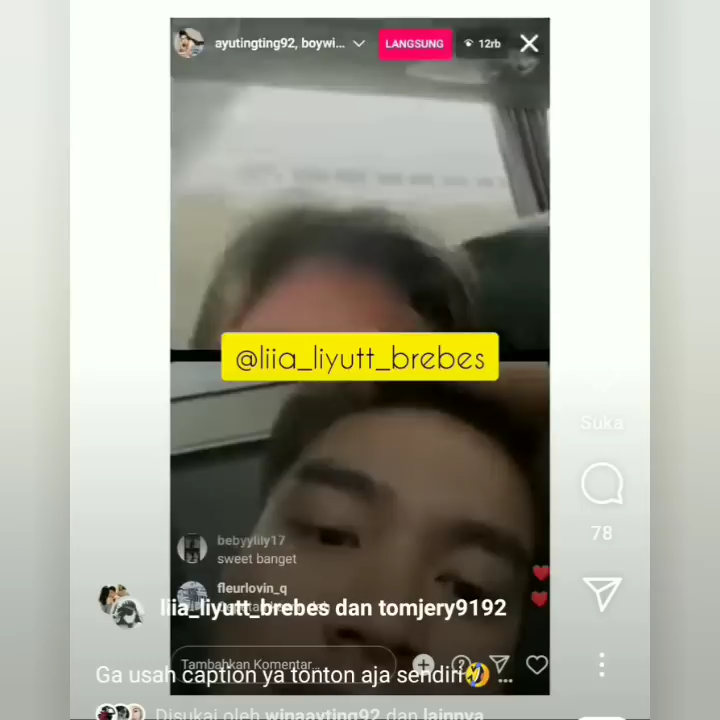 ayutingting92, boywi...
LANGSUNG
12rb
@liia_liyutt_brebes
Suka
bebyylily17
sweet banget
78
fleurlovin_q
liia_liyutt_brebes dan tomjery9192
Tambahkan Komentar...
Ga usah caption ya tonton aja sendiri🤣...
Disukai oleh winaayting92 dan lainnya